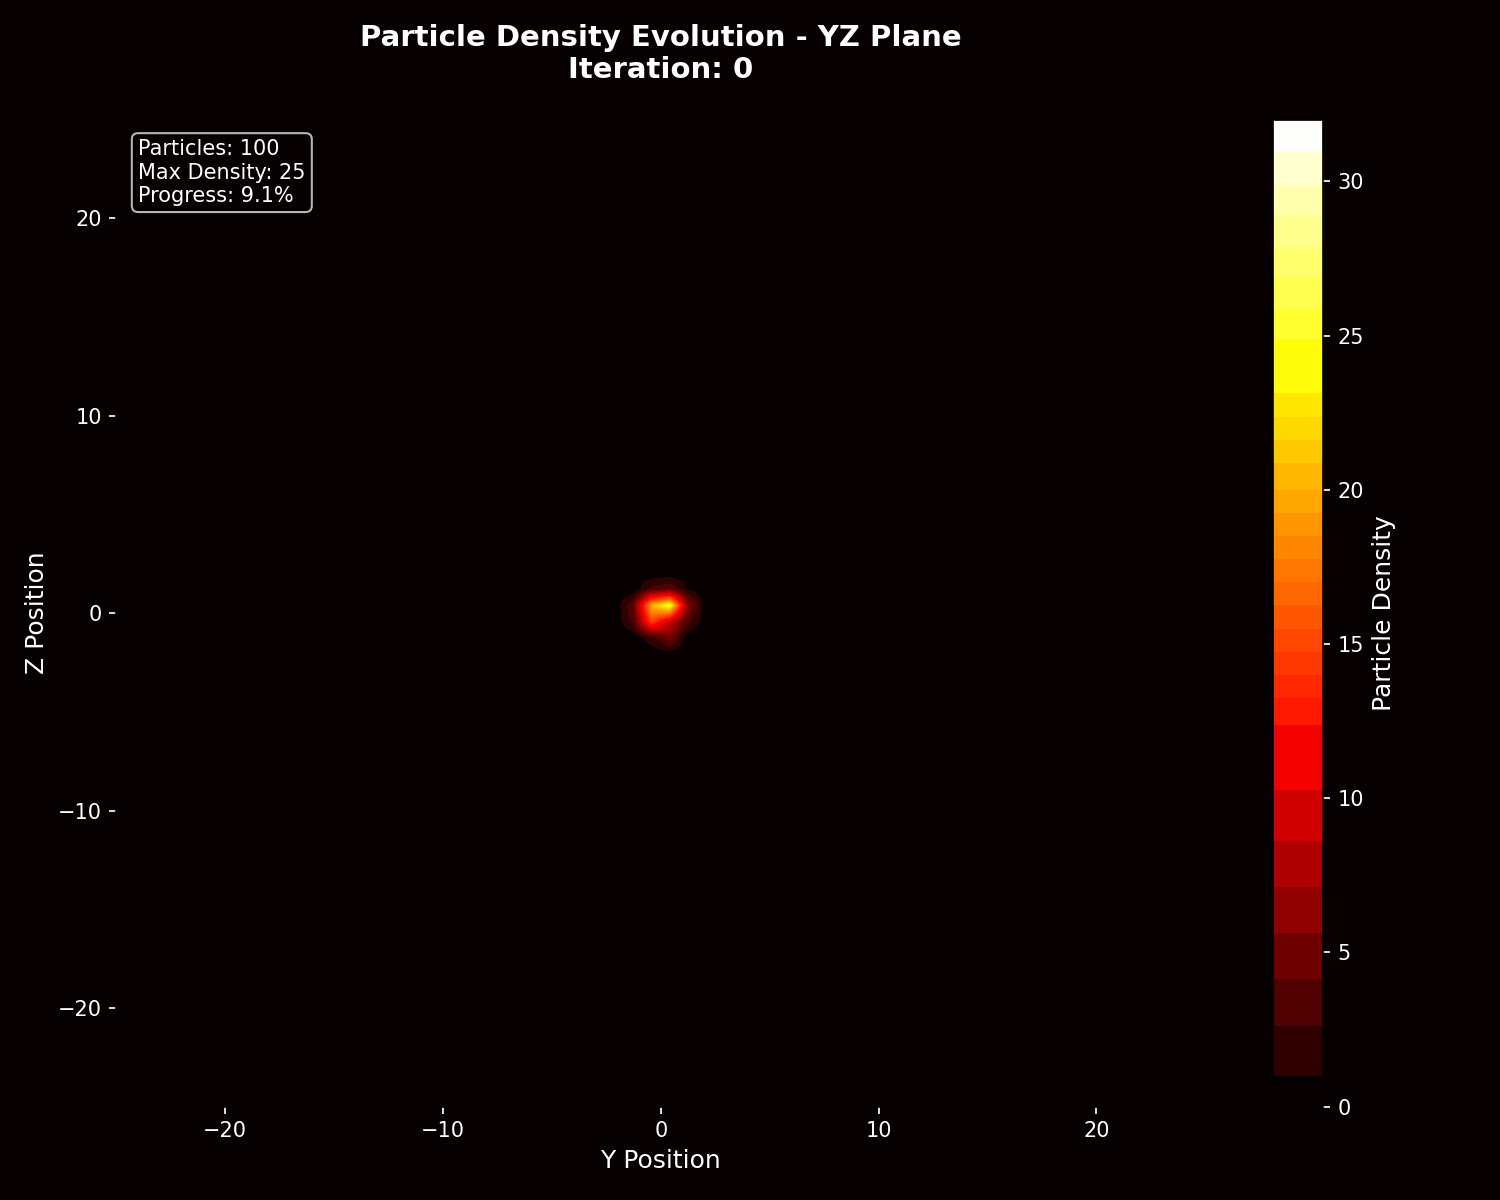 Particle Density Evolution - YZ Plane
Iteration: 0
Particles: 100
Max Density: 25
Progress: 9.1%
20
10
0
−10
−20
Z Position
−20
−10
0
10
20
Y Position
30
25
20
15
10
5
0
Particle Density